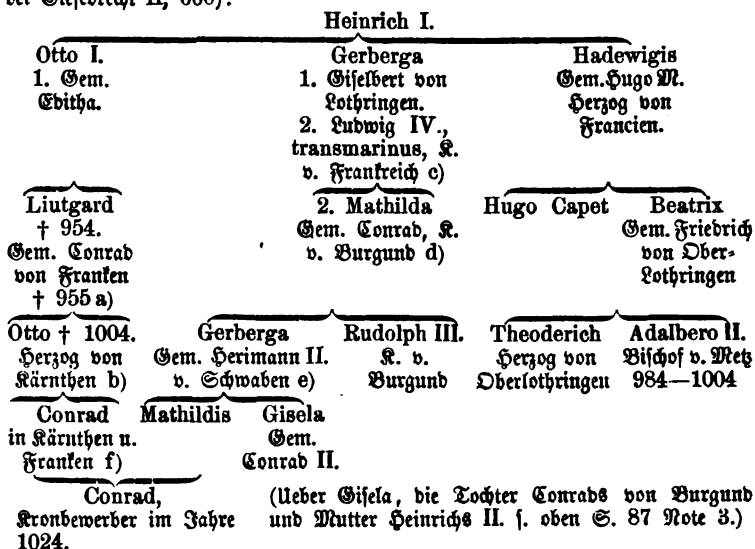 Heinrich I.
Otto I. Gerberga Hadewigis
1. Gem. 1. Giselbert von Gem. Hugo M.
Editha. Lothringen. Herzog von
2. Ludwig IV., Francien.
transmarinus, K.
v. Frankreich c)
Liutgard 2. Mathilda Hugo Capet Beatrix
† 954. Gem. Conrad, K. Gem. Friedrich
Gem. Conrad v. Burgund d) von Ober-
von Franken Lothringen
† 955 a)
Otto † 1004. Gerberga Rudolph III. Theoderich Adalbero II.
Herzog von Gem. Herimann II. K. v. Herzog von Bischof v. Metz
Kärnthen b) v. Schwaben e) Burgund Oberlothringen 984—1004
Conrad Mathildis Gisela
in Kärnthen u. Gem.
Franken f) Conrad II.
Conrad, (Ueber Gisela, die Tochter Conrads von Burgund
Kronbewerber im Jahre und Mutter Heinrichs II. s. oben S. 87 Note 3.)
1024.